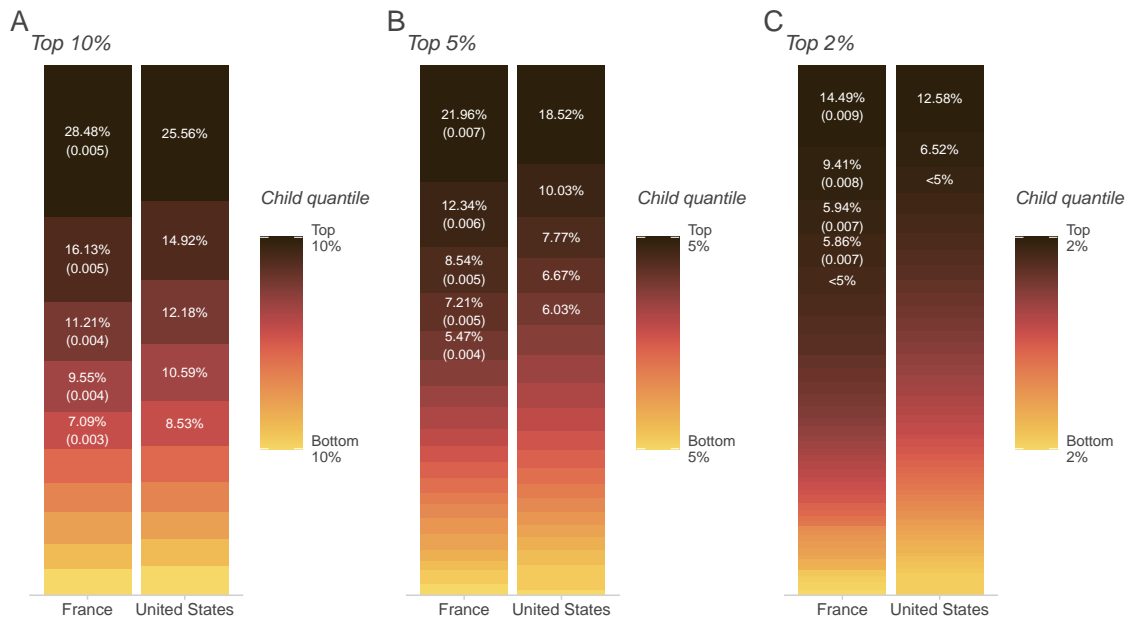 A
Top 10%
28.48%
(0.005)
16.13%
(0.005)
11.21%
(0.004)
9.55%
(0.004)
7.09%
(0.003)
25.56%
14.92%
12.18%
10.59%
8.53%
France
United States
Child quantile
Top
10%
Bottom
10%
B
Top 5%
21.96%
(0.007)
12.34%
(0.006)
8.54%
(0.005)
7.21%
(0.005)
5.47%
(0.004)
18.52%
10.03%
7.77%
6.67%
6.03%
France
United States
Child quantile
Top
5%
Bottom
5%
C
Top 2%
14.49%
(0.009)
9.41%
(0.008)
5.94%
(0.007)
5.86%
(0.007)
<5%
12.58%
6.52%
<5%
France
United States
Child quantile
Top
2%
Bottom
2%